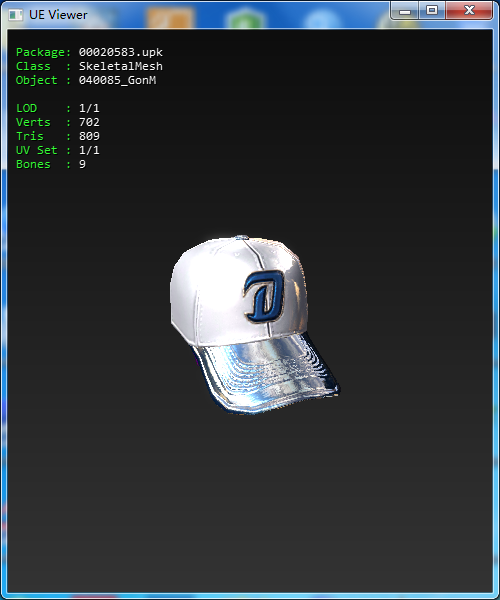 UE Viewer
Package: 00020583.upk
Class : SkeletalMesh
Object : 040085_GonM
LOD : 1/1
Verts : 702
Tris : 809
UV Set : 1/1
Bones : 9
D